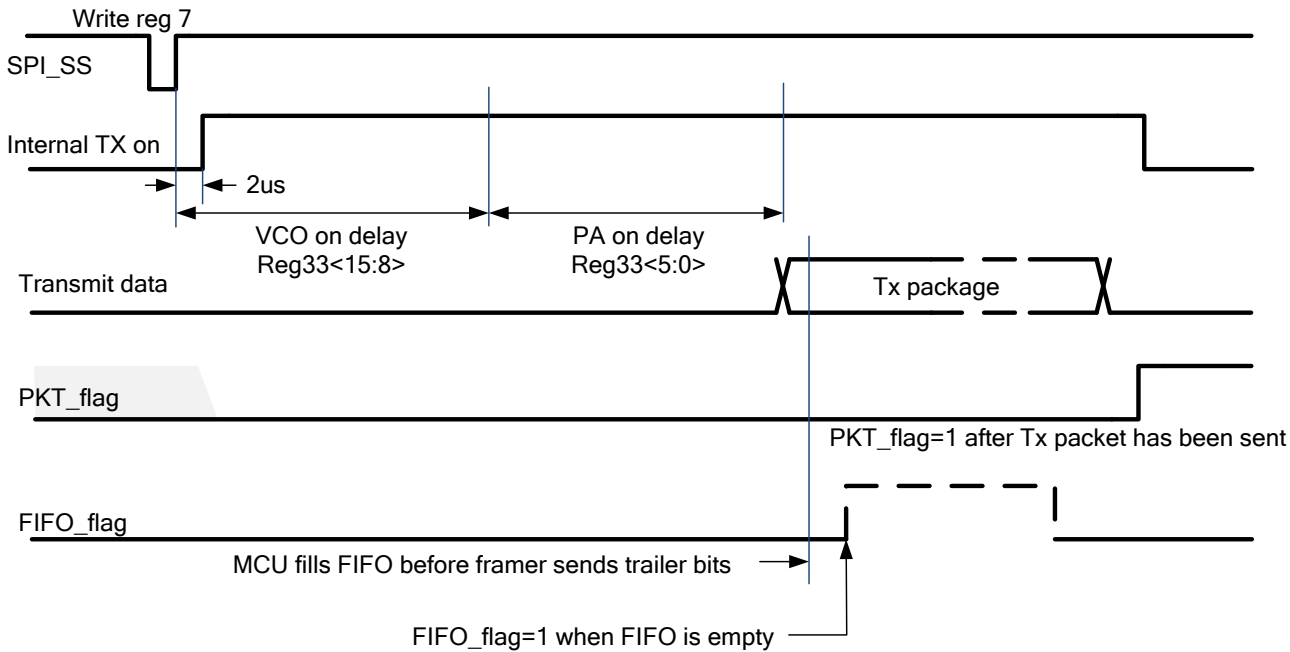 Write reg 7
SPI_SS
Internal TX on
2us
VCO on delay
Reg33<15:8>
PA on delay
Reg33<5:0>
Transmit data
Tx package
PKT_flag
PKT_flag=1 after Tx packet has been sent
FIFO_flag
MCU fills FIFO before framer sends trailer bits
FIFO_flag=1 when FIFO is empty